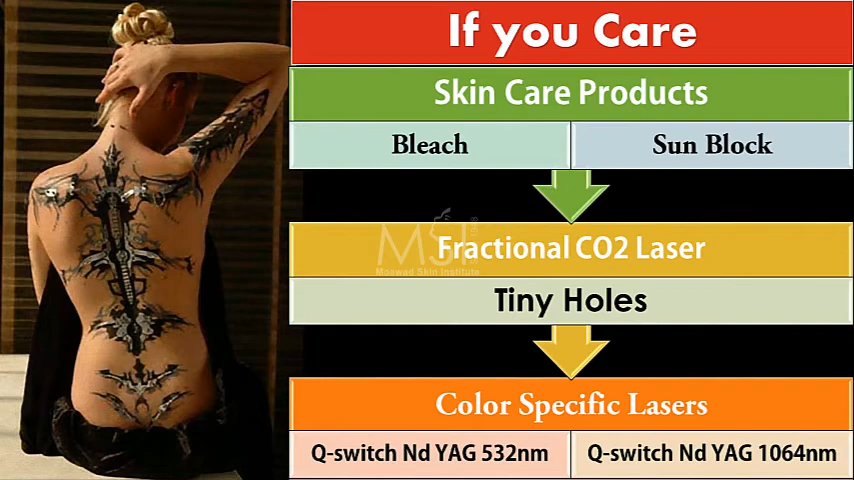 If you Care
Skin Care Products
Bleach
Sun Block
MSI
1948
Moawad Skin Institute
Fractional CO2 Laser
Tiny Holes
Color Specific Lasers
Q-switch Nd YAG 532nm
Q-switch Nd YAG 1064nm